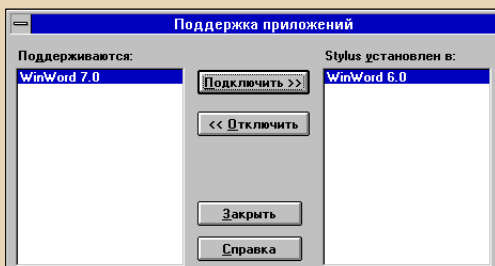 Поддержка приложений
Поддерживаются:
WinWord 7.0
Подключить >>
<< Отключить
Закрыть
Справка
Stylus установлен в:
WinWord 6.0